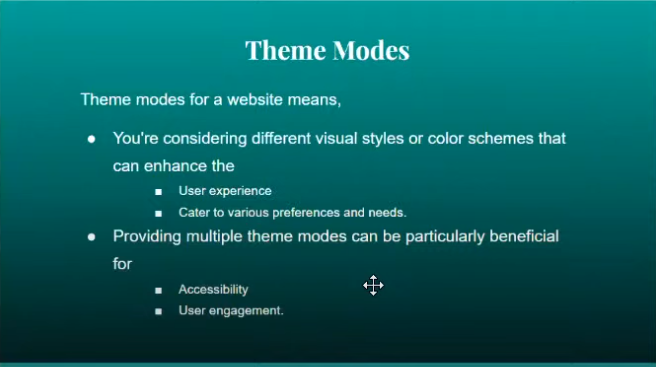 Theme Modes
Theme modes for a website means,
● You're considering different visual styles or color schemes that
can enhance the
■ User experience
■ Cater to various preferences and needs.
● Providing multiple theme modes can be particularly beneficial
for
■ Accessibility
■ User engagement.